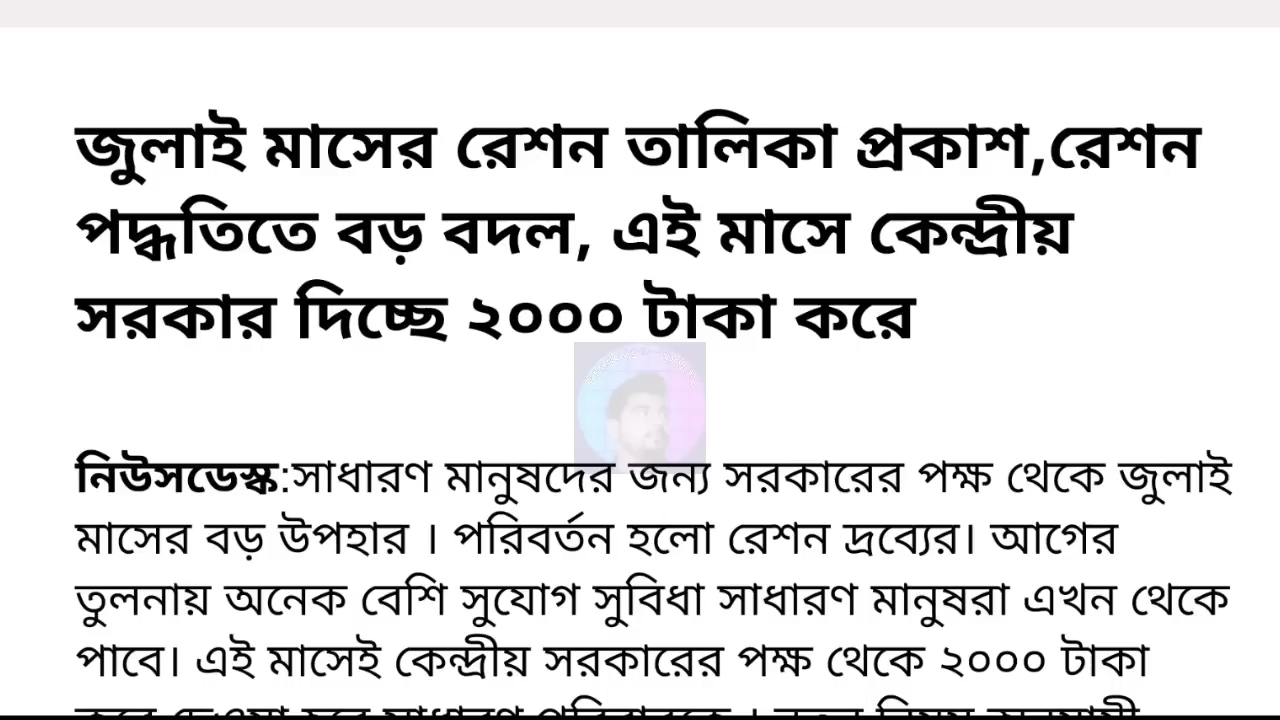 জুলাই মাসের রেশন তালিকা প্রকাশ,রেশন
পদ্ধতিতে বড় বদল, এই মাসে কেন্দ্রীয়
সরকার দিচ্ছে ২০০০ টাকা করে
নিউসডেস্ক:সাধারণ মানুষদের জন্য সরকারের পক্ষ থেকে জুলাই
মাসের বড় উপহার । পরিবর্তন হলো রেশন দ্রব্যের। আগের
তুলনায় অনেক বেশি সুযোগ সুবিধা সাধারণ মানুষরা এখন থেকে
পাবে। এই মাসেই কেন্দ্রীয় সরকারের পক্ষ থেকে ২০০০ টাকা